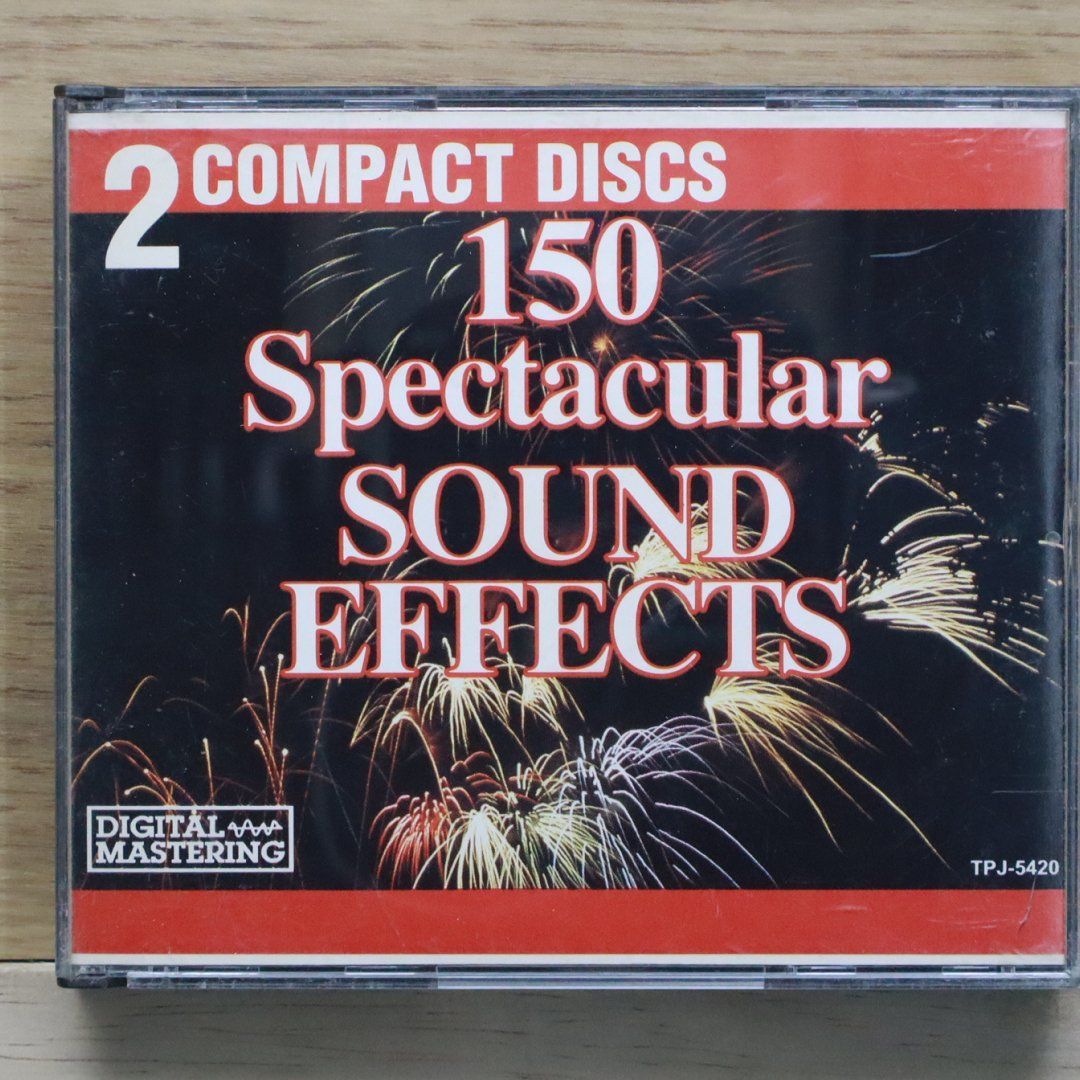 2 COMPACT DISCS
150
Spectacular
SOUND
EFFECTS
DIGITAL
MASTERING
TPJ-5420